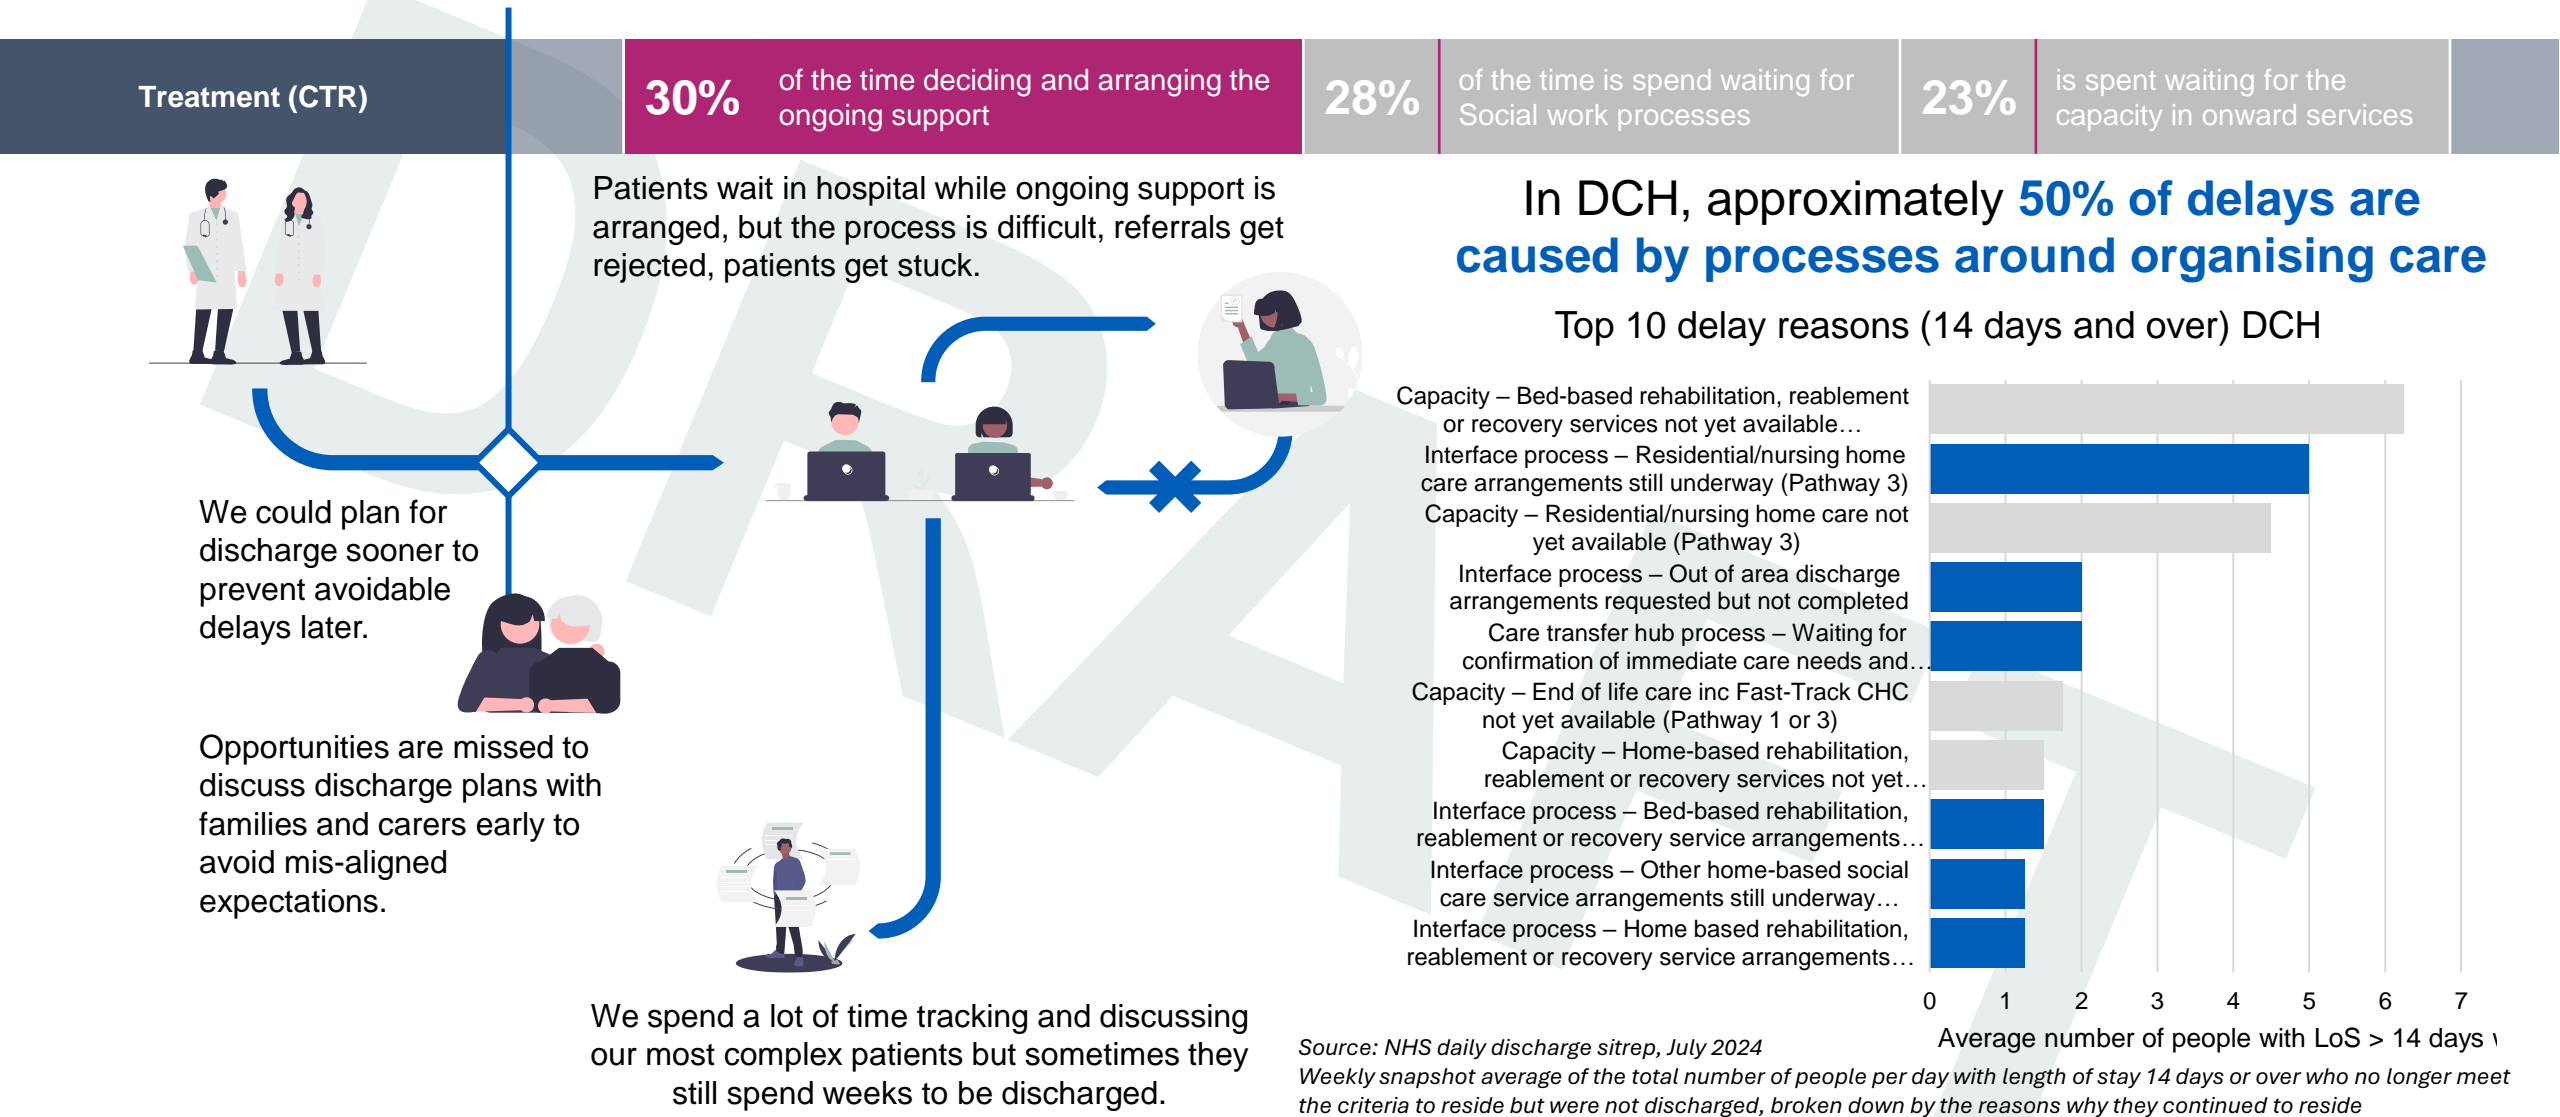 Treatment (CTR)
30%
of the time deciding and arranging the
ongoing support
28%
of the time is spend waiting for
Social work processes
23%
is spent waiting for the
capacity in onward services
Patients wait in hospital while ongoing support is
arranged, but the process is difficult, referrals get
rejected, patients get stuck.
We could plan for
discharge sooner to
prevent avoidable
delays later.
Opportunities are missed to
discuss discharge plans with
families and carers early to
avoid mis-aligned
expectations.
We spend a lot of time tracking and discussing
our most complex patients but sometimes they
still spend weeks to be discharged.
In DCH, approximately 50% of delays are
caused by processes around organising care
Top 10 delay reasons (14 days and over) DCH
Capacity – Bed-based rehabilitation, reablement
or recovery services not yet available…
Interface process – Residential/nursing home
care arrangements still underway (Pathway 3)
Capacity – Residential/nursing home care not
yet available (Pathway 3)
Interface process – Out of area discharge
arrangements requested but not completed
Care transfer hub process – Waiting for
confirmation of immediate care needs and…
Capacity – End of life care inc Fast-Track CHC
not yet available (Pathway 1 or 3)
Capacity – Home-based rehabilitation,
reablement or recovery services not yet…
Interface process – Bed-based rehabilitation,
reablement or recovery service arrangements…
Interface process – Other home-based social
care service arrangements still underway…
Interface process – Home based rehabilitation,
reablement or recovery service arrangements…
0 1 2 3 4 5 6 7
Average number of people with LoS > 14 days
Source: NHS daily discharge sitrep, July 2024
Weekly snapshot average of the total number of people per day with length of stay 14 days or over who no longer meet
the criteria to reside but were not discharged, broken down by the reasons why they continued to reside
DRAFT